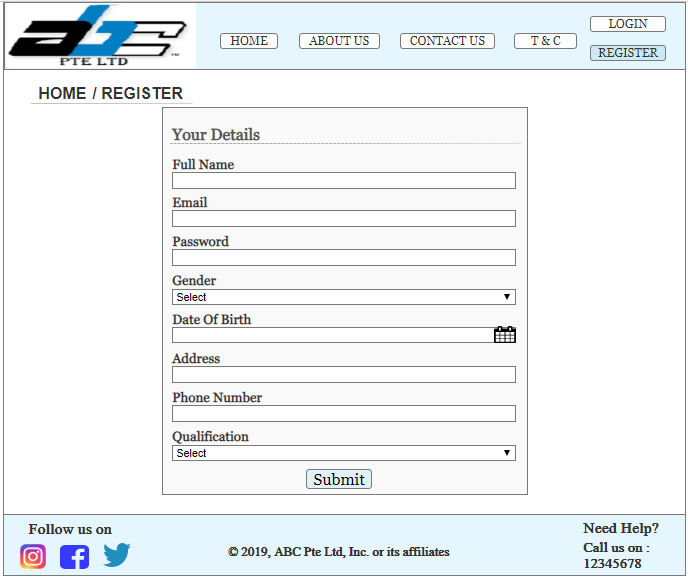 abc
PTE LTD
HOME
ABOUT US
CONTACT US
T & C
LOGIN
REGISTER
HOME / REGISTER
Your Details
Full Name
Email
Password
Gender
Select
Date Of Birth
Address
Phone Number
Qualification
Select
Submit
Follow us on
© 2019, ABC Pte Ltd, Inc. or its affiliates
Need Help?
Call us on :
12345678